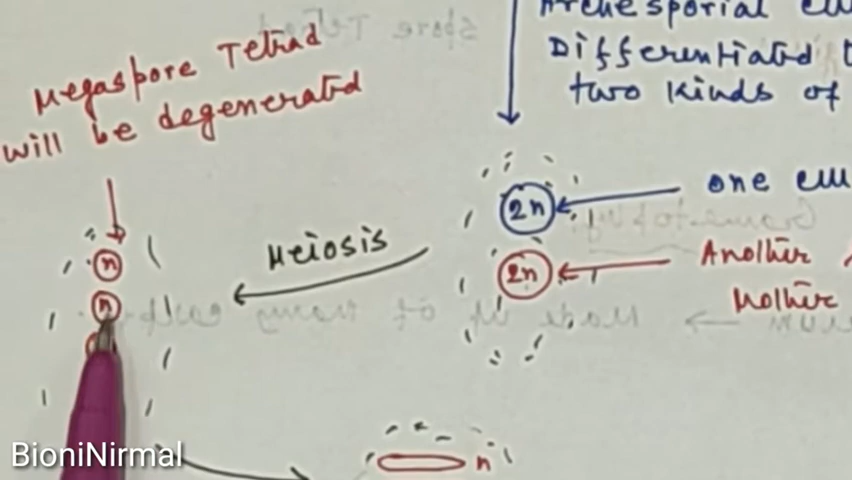 Megaspore Tetrad
will be degenerated
Archesporial
Differentiated
two kinds of
2n
one
2n
Another
Mother
Meiosis
n
n
n
BioniNirmal